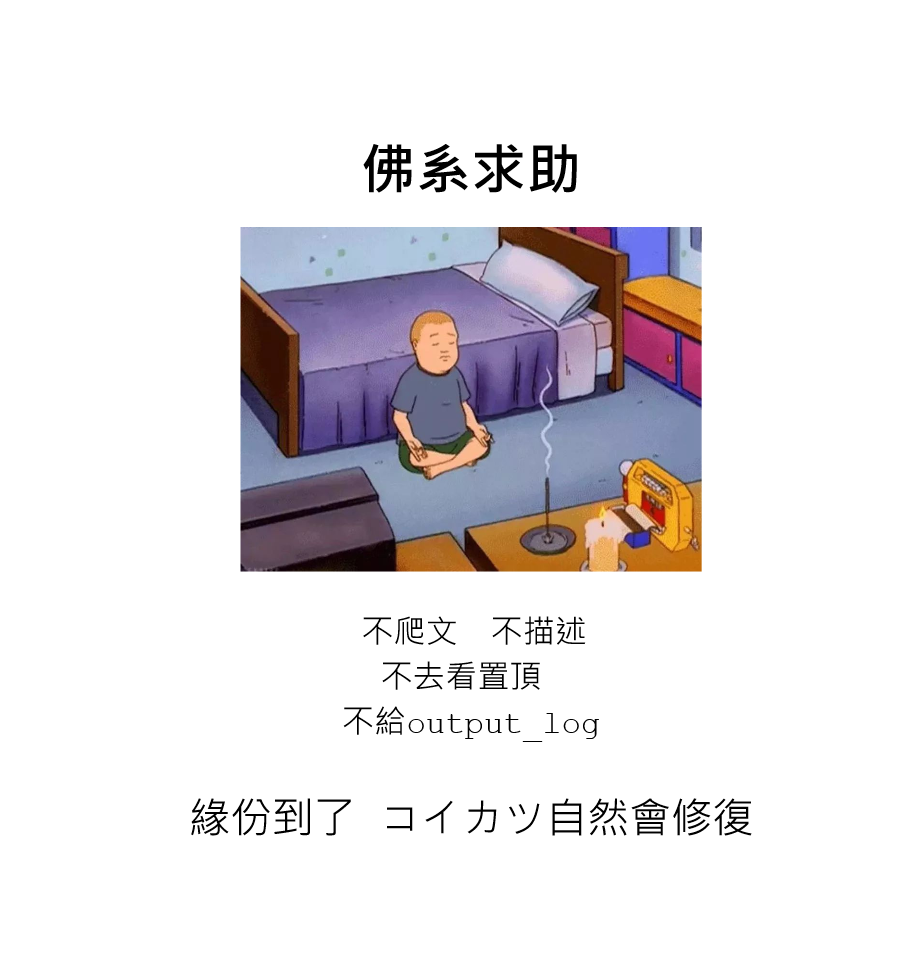 佛系求助
不爬文　不描述
不去看置頂
不給output_log
緣份到了 コイカツ自然會修復